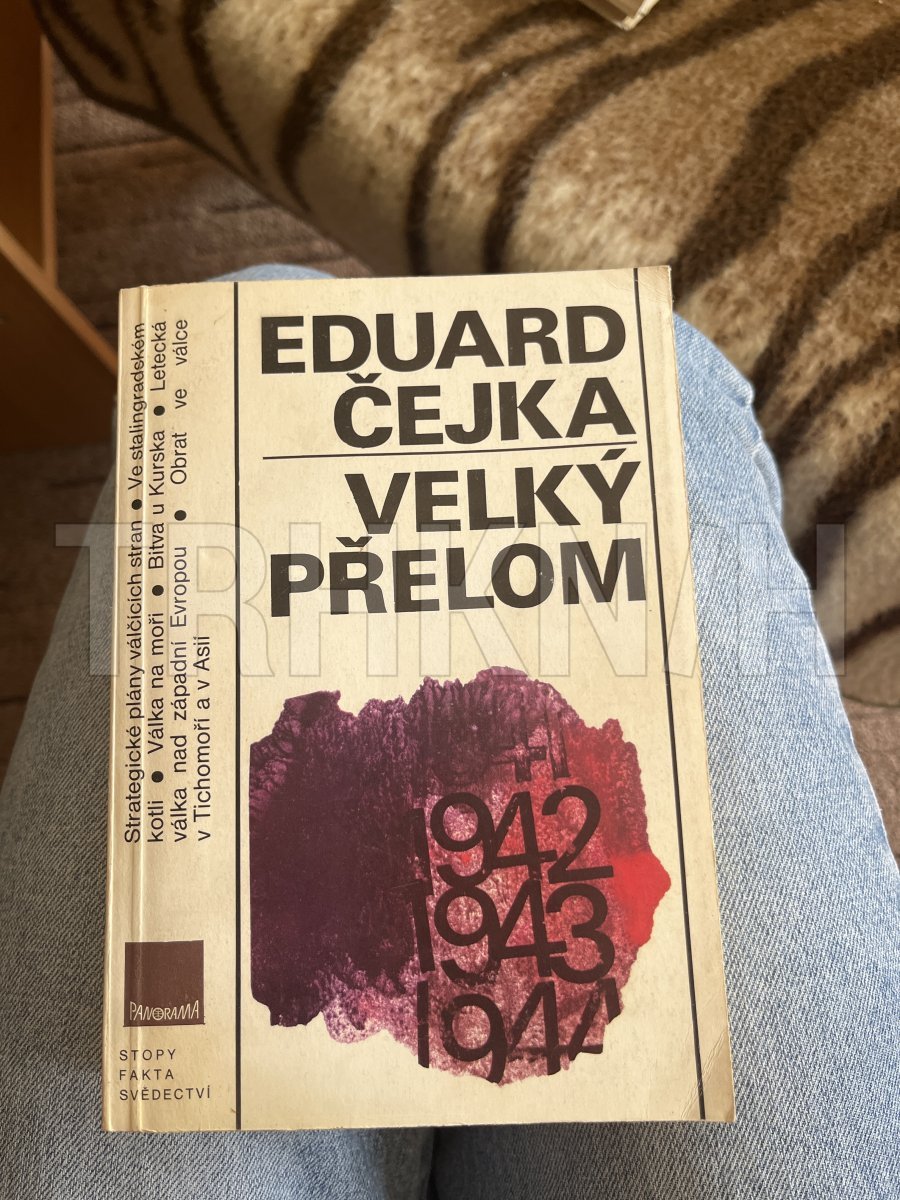 EDUARD
ČEJKA
VELKÝ
PŘELOM
Strategické plány válčících stran ● Ve stalingradském
kotli ● Válka na moři ● Bitva u Kurska ● Letecká
válka nad západní Evropou ● Obrat ve válce
v Tichomoří a v Asii
1942
1943
1944
PANORAMA
STOPY
FAKTA
SVĚDECTVÍ
TRHKNIH